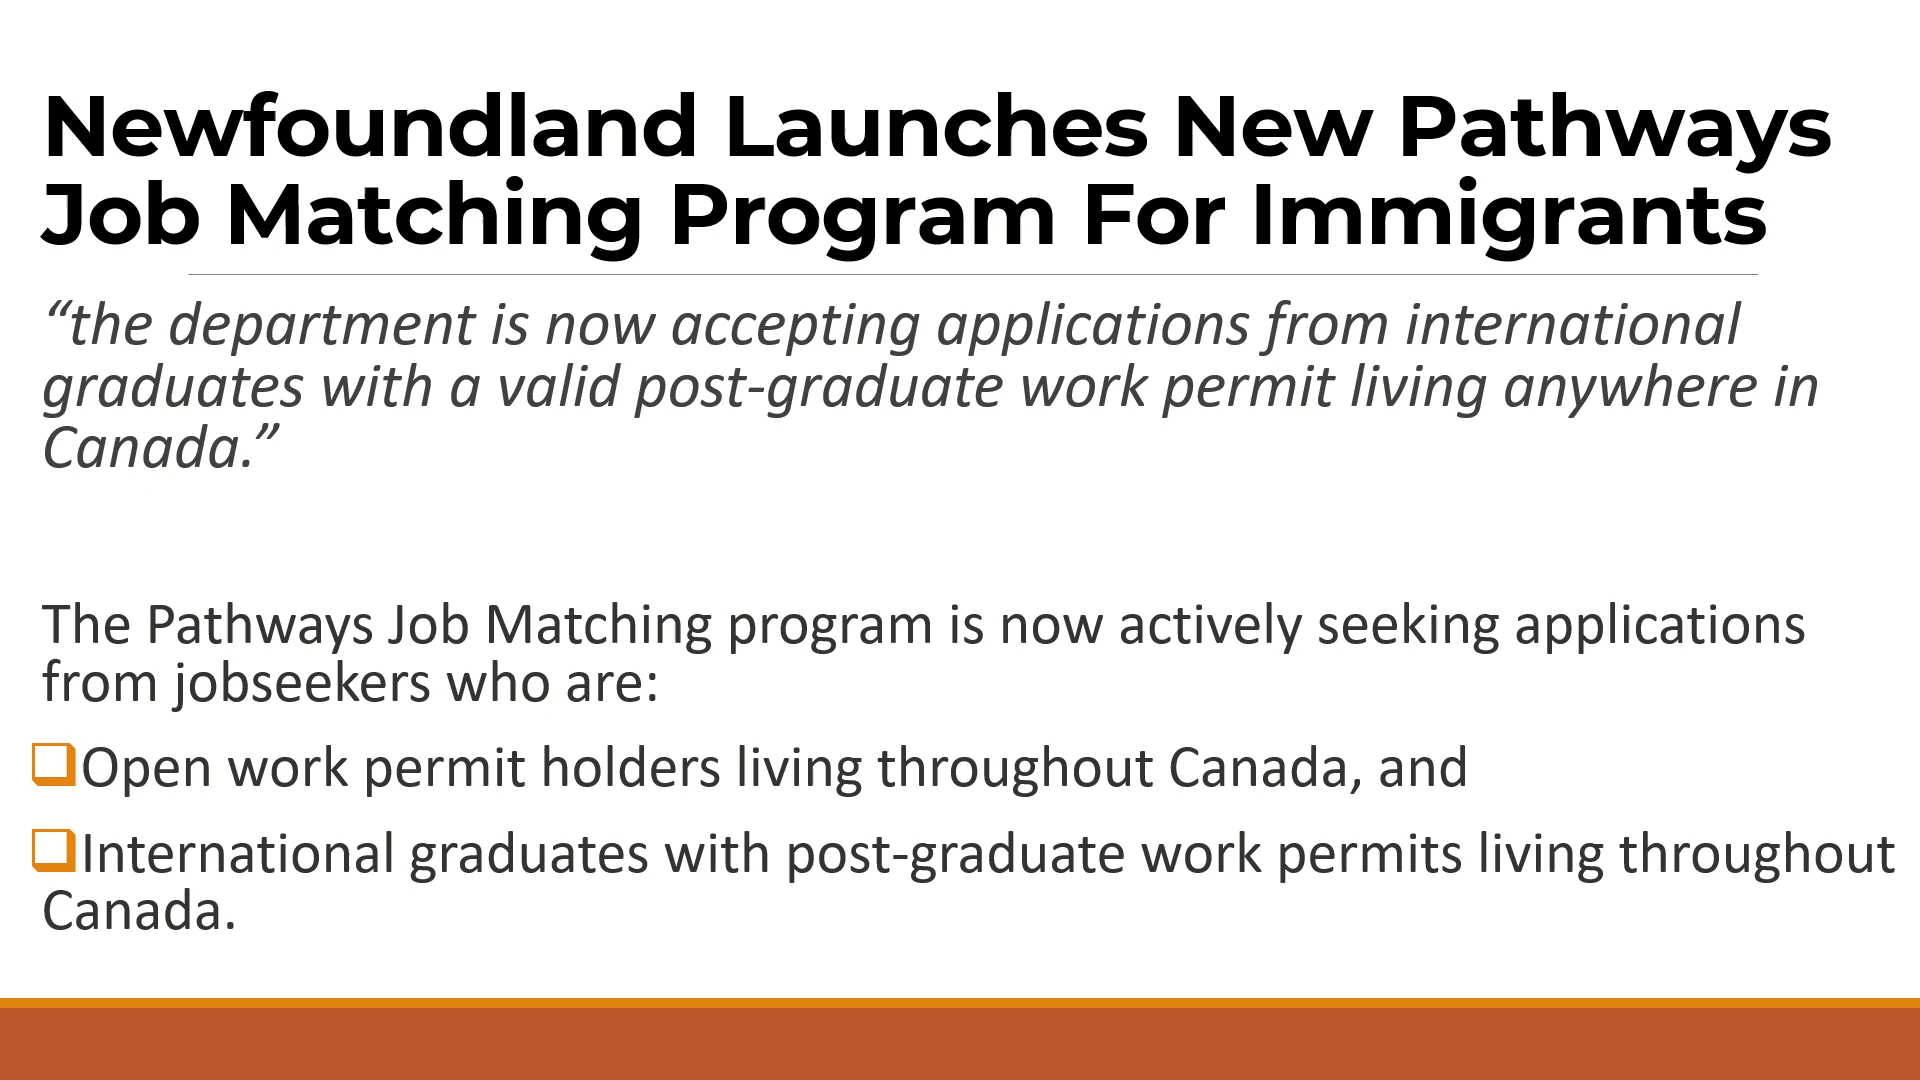 Newfoundland Launches New Pathways
Job Matching Program For Immigrants
“the department is now accepting applications from international
graduates with a valid post-graduate work permit living anywhere in
Canada.”
The Pathways Job Matching program is now actively seeking applications
from jobseekers who are:
Open work permit holders living throughout Canada, and
International graduates with post-graduate work permits living throughout
Canada.